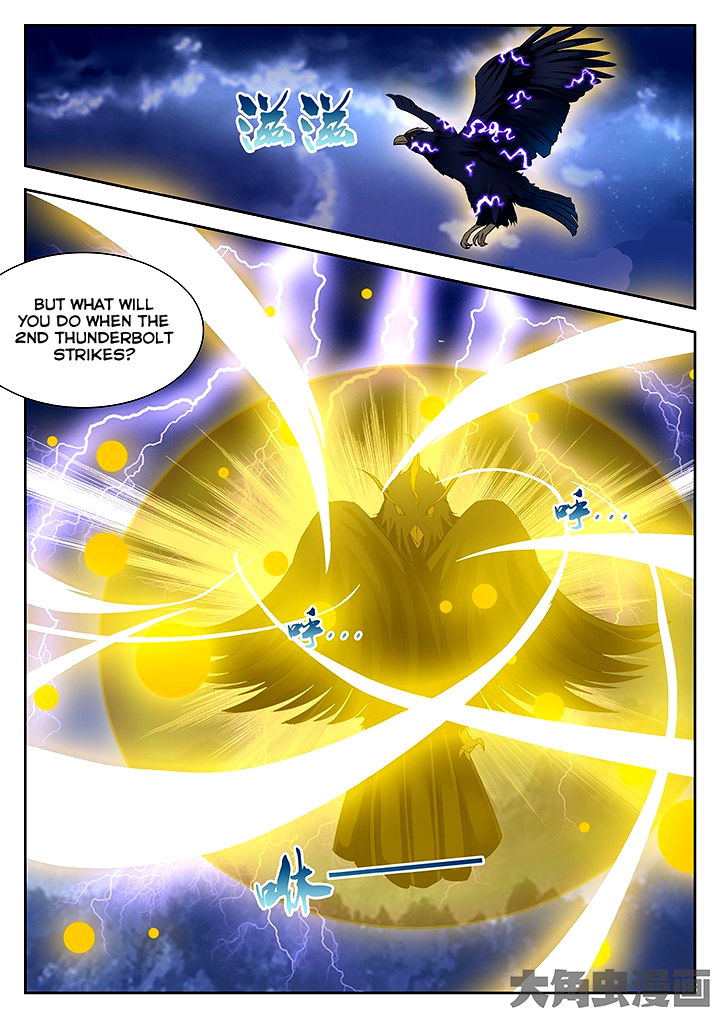 滋滋
BUT WHAT WILL
YOU DO WHEN THE
2ND THUNDERBOLT
STRIKES?
呼...
呼...
咻——
大角虫漫画